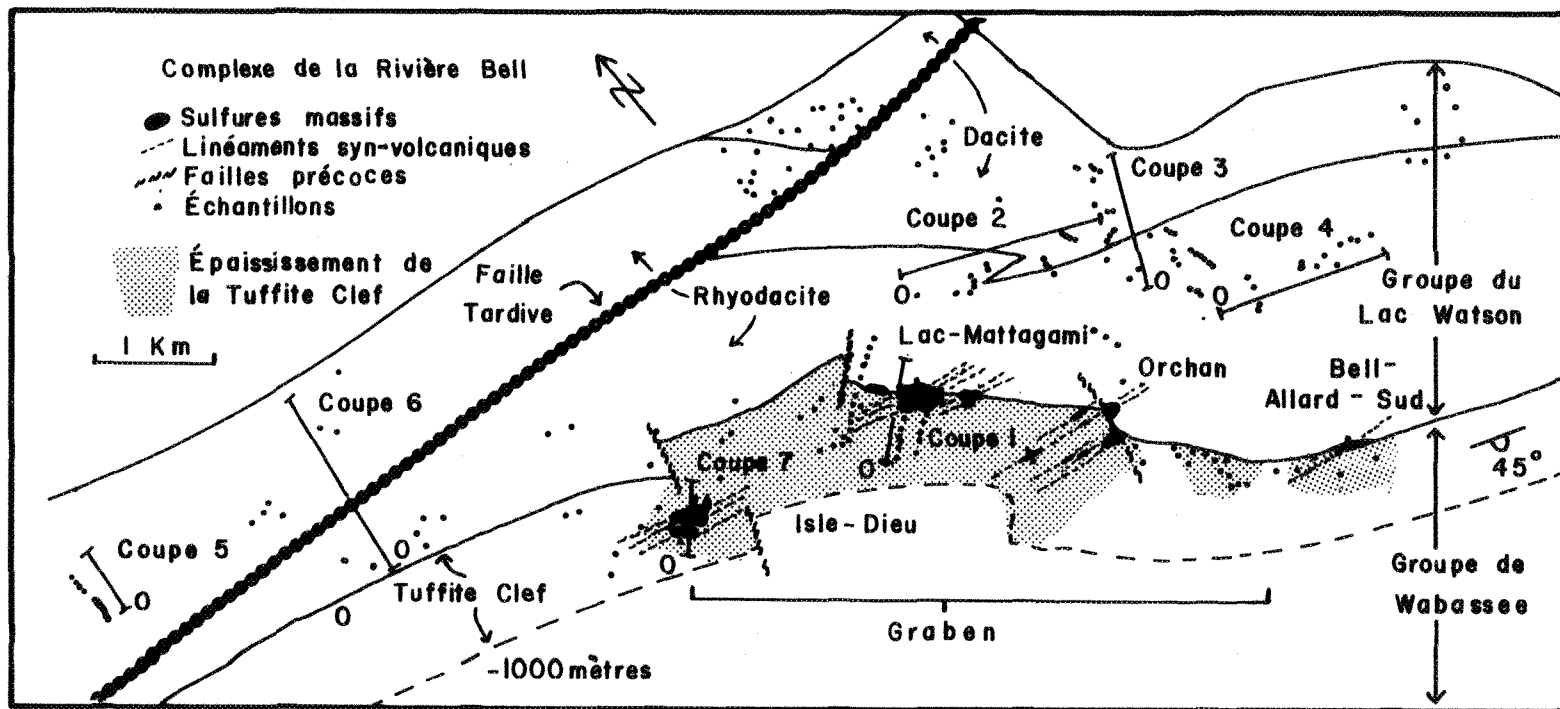 Complexe de la Rivière Bell
N
Sulfures massifs
Linéaments syn-volcaniques
Failles précoces
Échantillons
Épaississement de
la Tuffite Clef
1 Km
Faille
Tardive
Rhyodacite
Dacite
Coupe 3
Coupe 2
O
O
Coupe 4
O
Groupe du
Lac Watson
Lac-Mattagami
Orchan
Bell-
Allard-Sud
Coupe 6
O
Coupe 1
O
Coupe 7
O
45°
Isle-Dieu
Coupe 5
O
O
Tuffite Clef
Groupe de
Wabassee
Graben
-1000 mètres